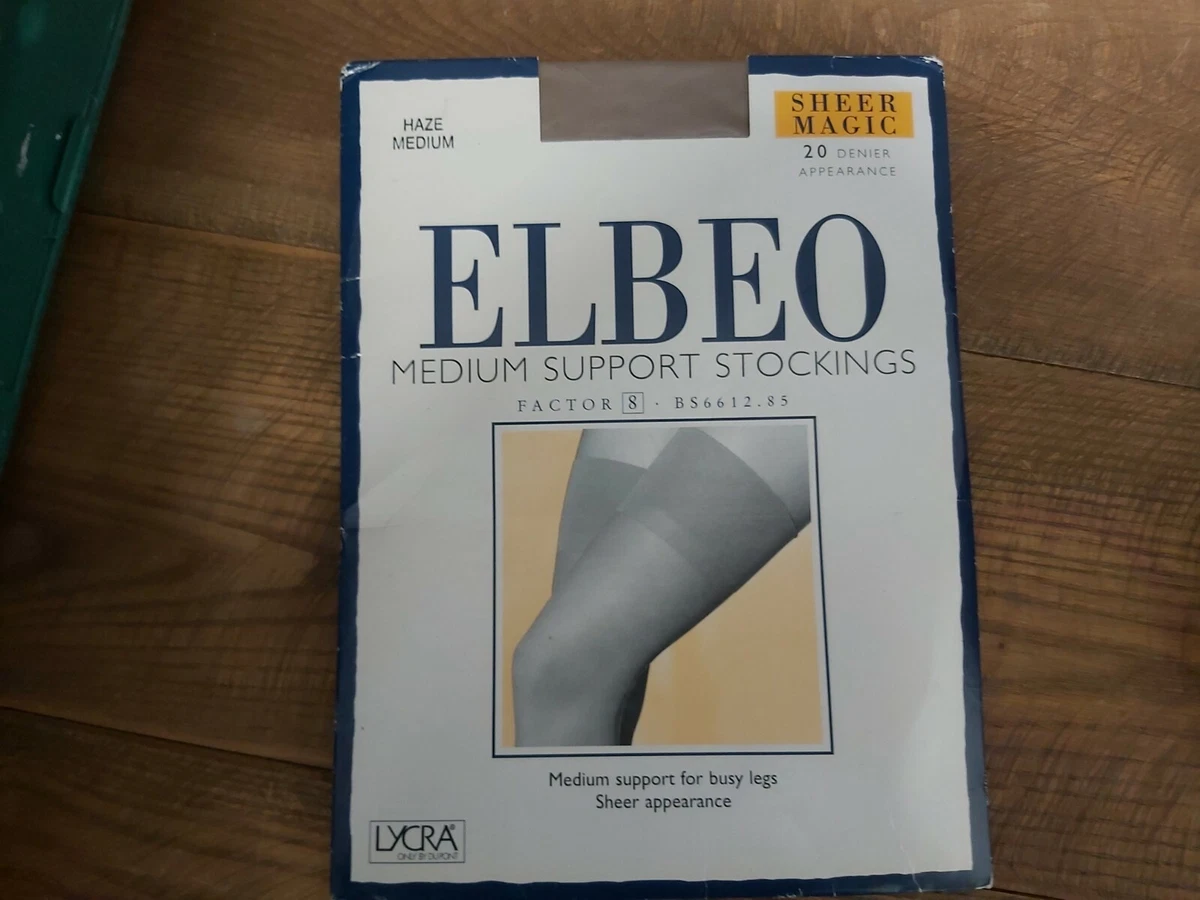 HAZE
MEDIUM
SHEER
MAGIC
20 DENIER
APPEARANCE
ELBEO
MEDIUM SUPPORT STOCKINGS
FACTOR 8 · BS6612.85
Medium support for busy legs
Sheer appearance
LYCRA®
ONLY BY DUPONT